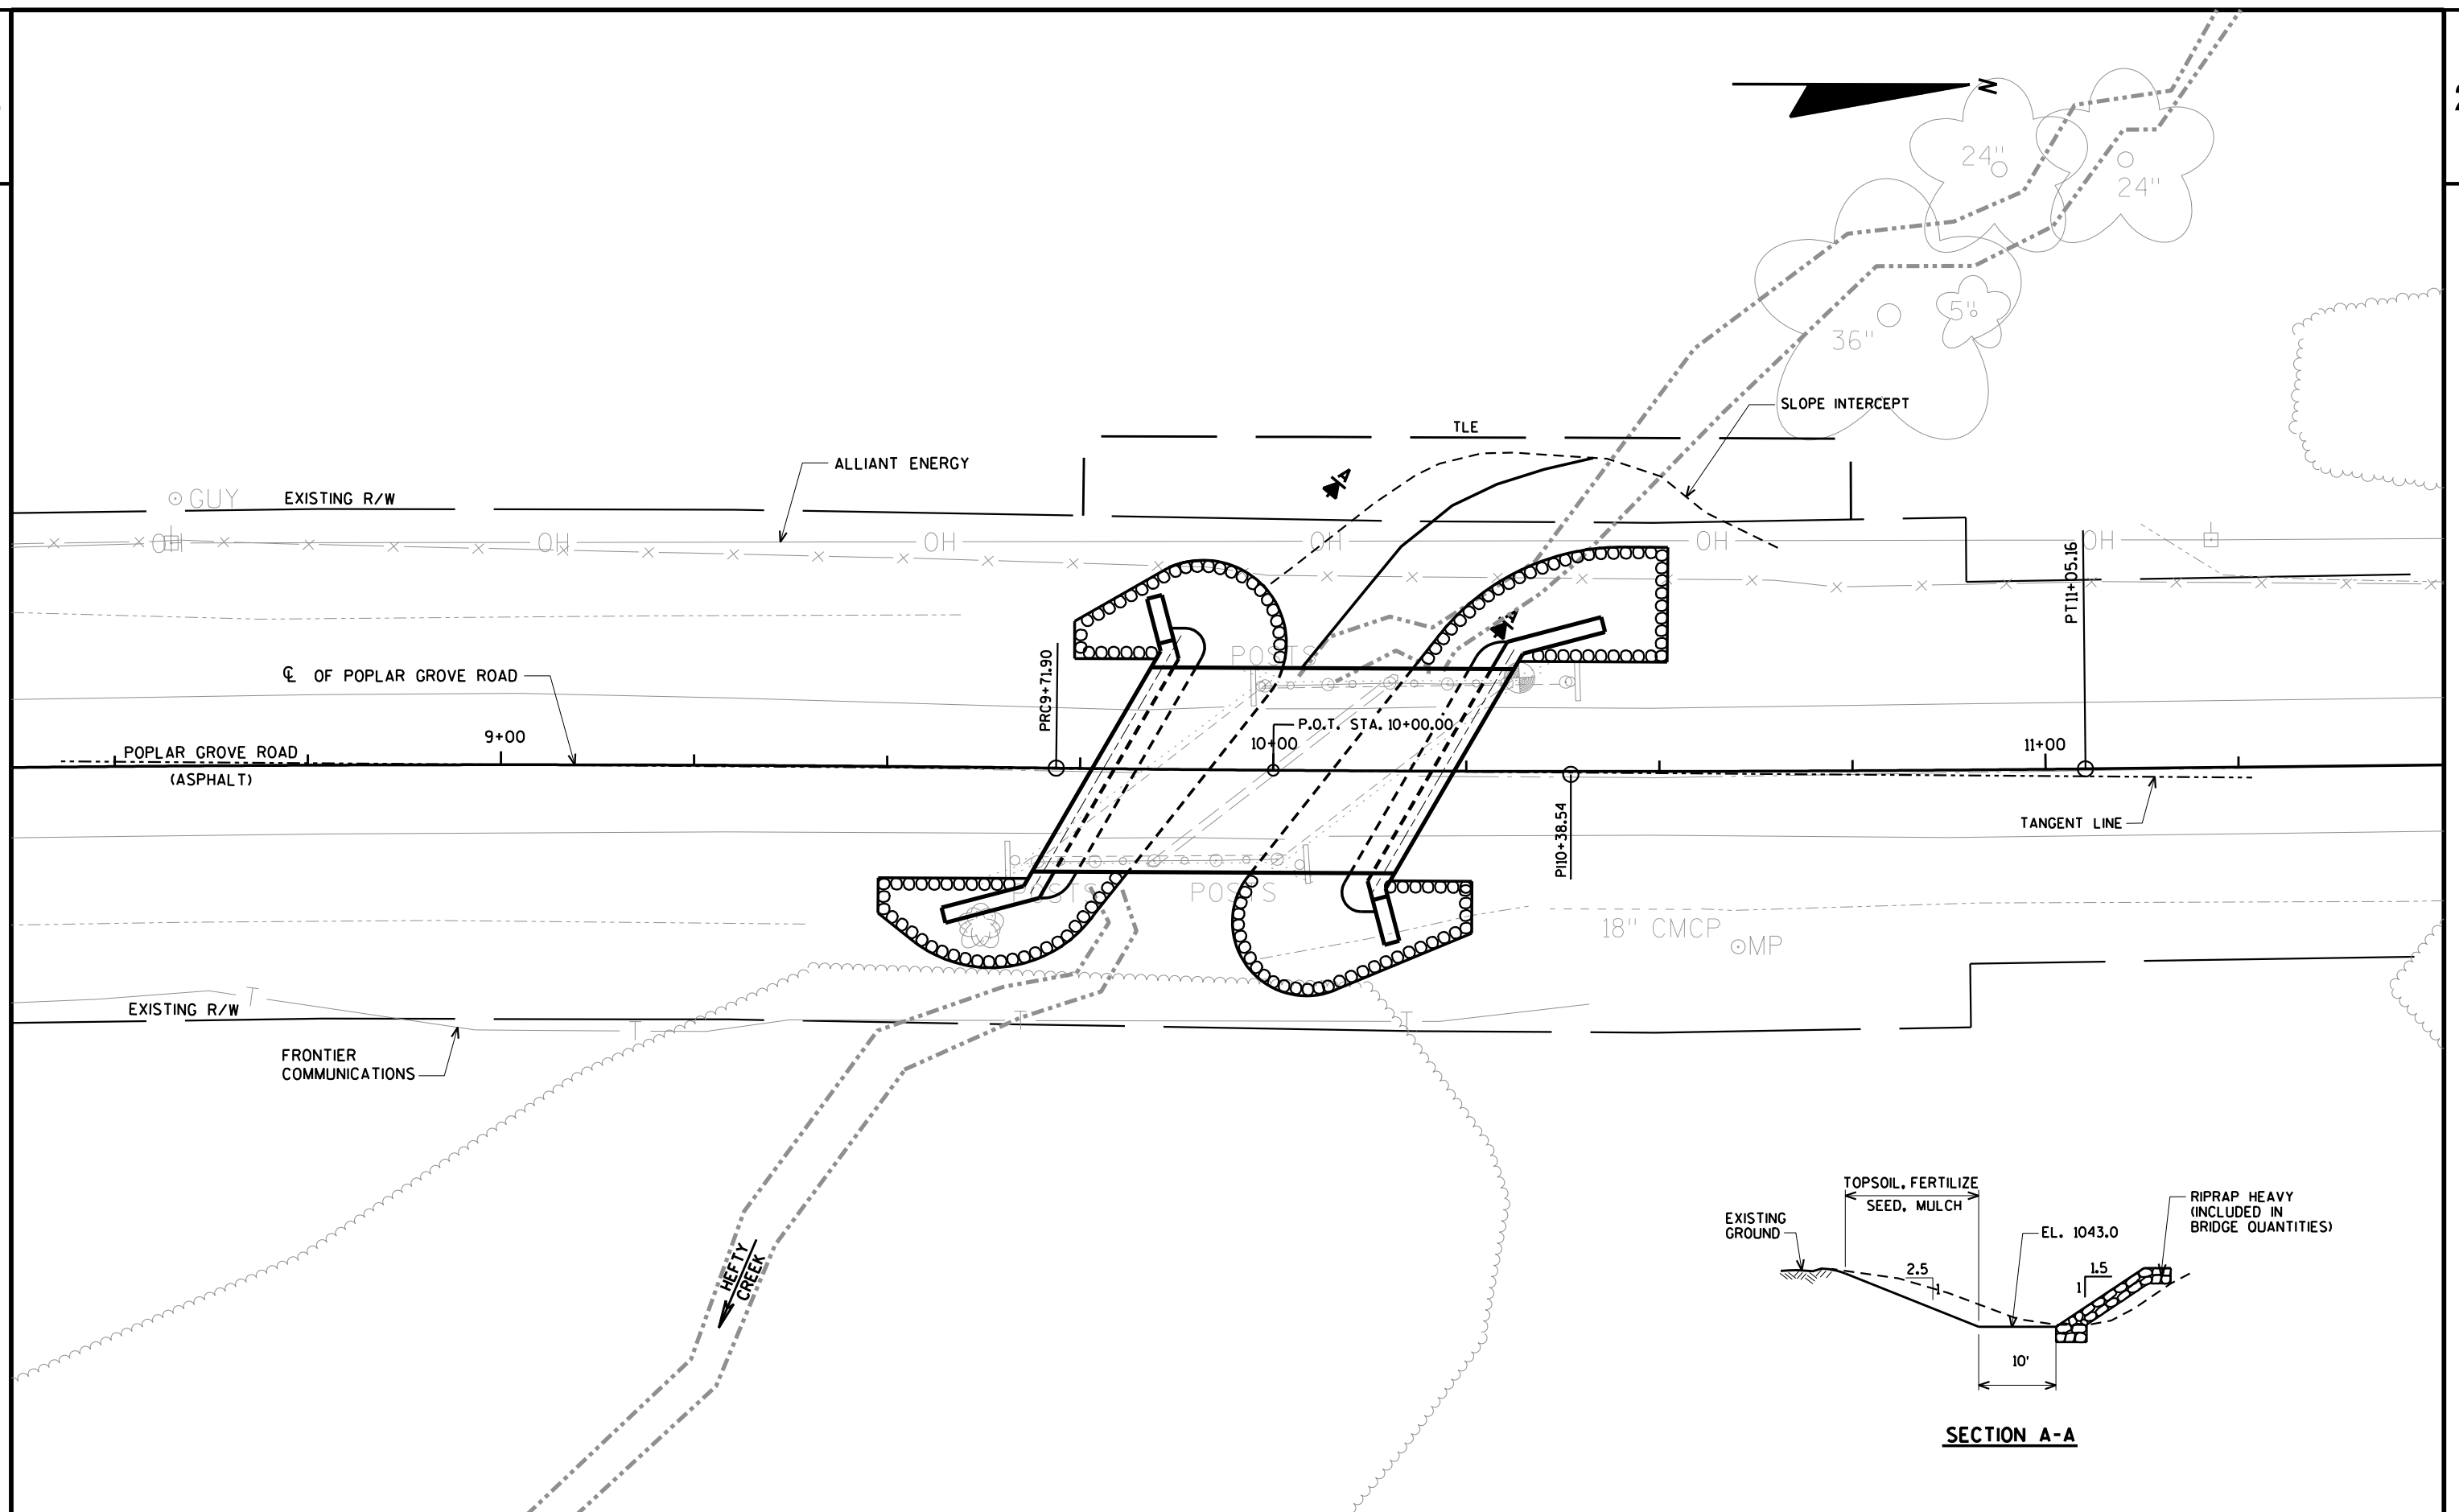 N
24"
24"
5"
36"
SLOPE INTERCEPT
TLE
ALLIANT ENERGY
A
GUY
EXISTING R/W
OH
OH
OH
OH
OH
OH
PT11+05.16
A
POSTS
℄ OF POPLAR GROVE ROAD
PRC9+71.90
P.O.T. STA. 10+00.00
9+00
10+00
11+00
POPLAR GROVE ROAD
(ASPHALT)
PI10+38.54
TANGENT LINE
POSTS
POSTS
18" CMCP
MP
T
EXISTING R/W
T
T
T
FRONTIER
COMMUNICATIONS
HEFTY
CREEK
TOPSOIL, FERTILIZE
SEED, MULCH
RIPRAP HEAVY
(INCLUDED IN
BRIDGE QUANTITIES)
EXISTING
GROUND
EL. 1043.0
2.5
1
1.5
1
10'
SECTION A-A